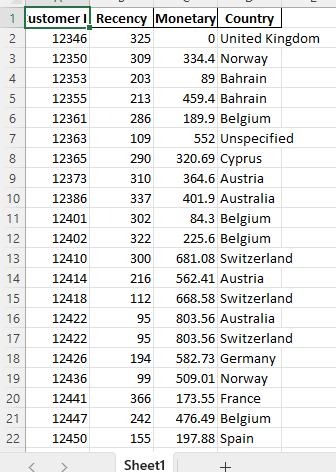 1 ustomer I Recency Monetary Country
2 12346 325 0 United Kingdom
3 12350 309 334.4 Norway
4 12353 203 89 Bahrain
5 12355 213 459.4 Bahrain
6 12361 286 189.9 Belgium
7 12363 109 552 Unspecified
8 12365 290 320.69 Cyprus
9 12373 310 364.6 Austria
10 12386 337 401.9 Australia
11 12401 302 84.3 Belgium
12 12402 322 225.6 Belgium
13 12410 300 681.08 Switzerland
14 12414 216 562.41 Austria
15 12418 112 668.58 Switzerland
16 12422 95 803.56 Australia
17 12422 95 803.56 Switzerland
18 12426 194 582.73 Germany
19 12436 99 509.01 Norway
20 12441 366 173.55 France
21 12447 242 476.49 Belgium
22 12450 155 197.88 Spain
Sheet1